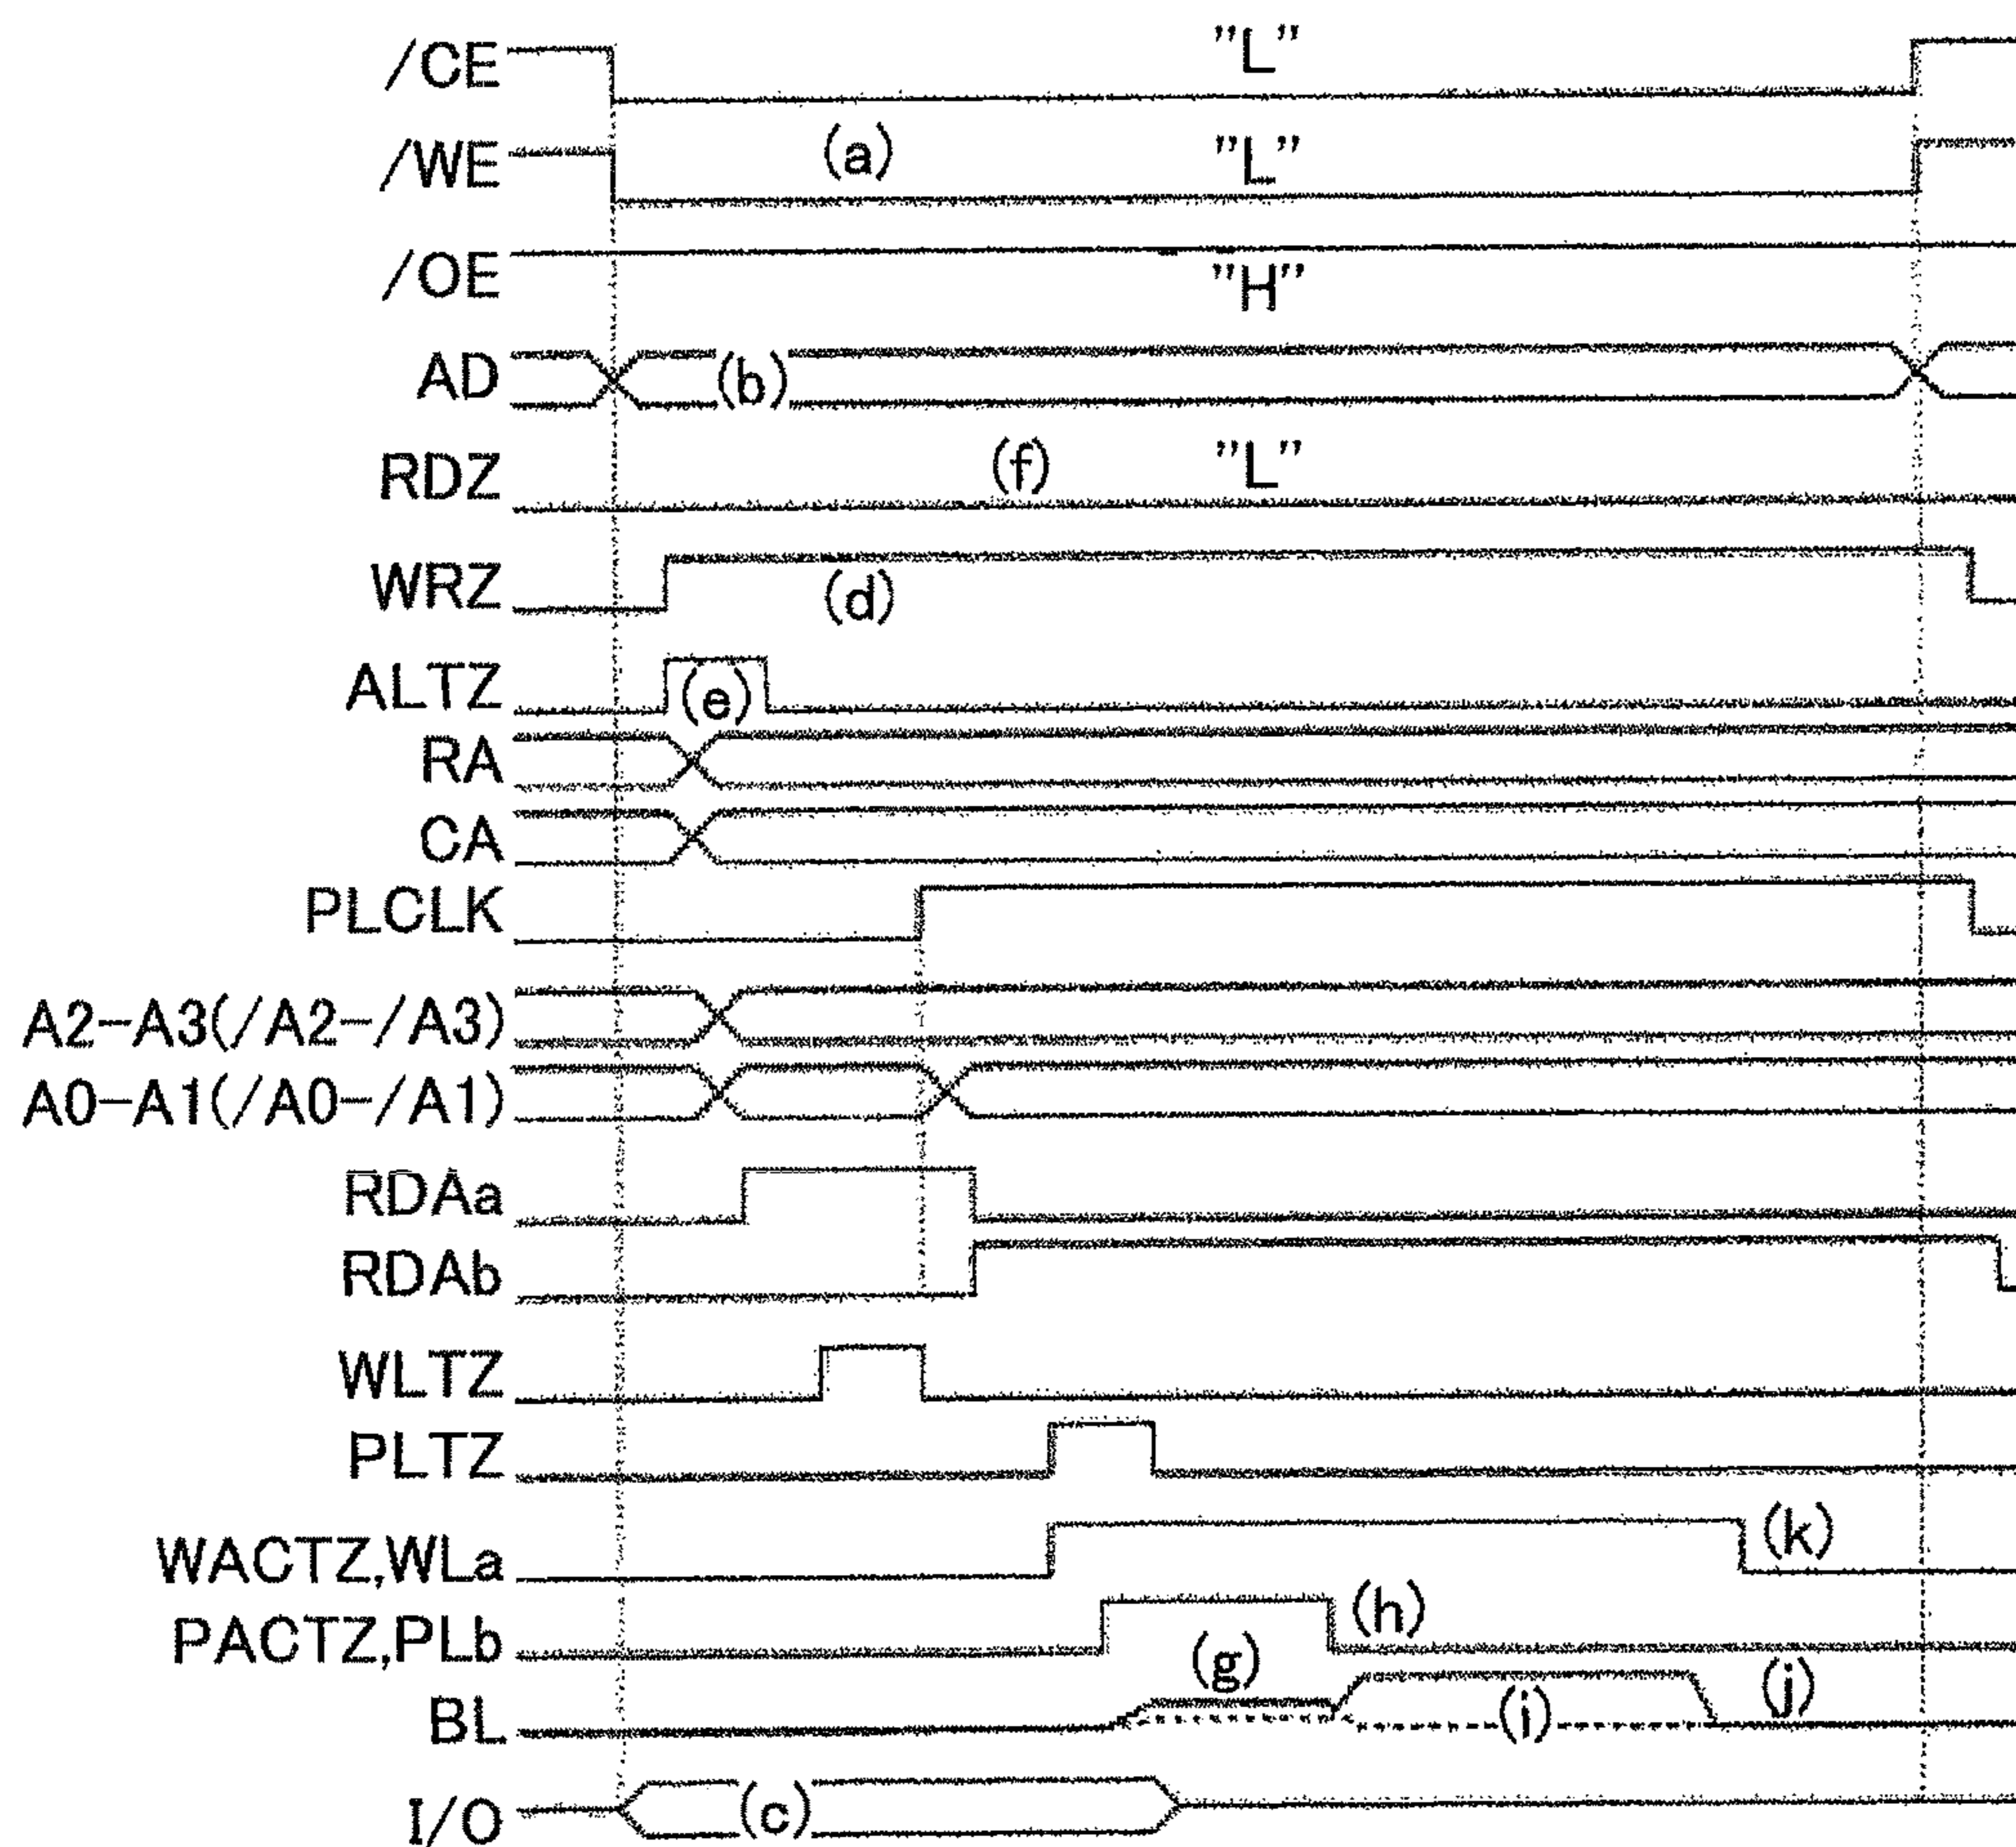 /CE "L"
/WE (a) "L"
/OE "H"
AD (b)
RDZ (f) "L"
WRZ (d)
ALTZ (e)
RA
CA
PLCLK
A2-A3(/A2-/A3)
A0-A1(/A0-/A1)
RDAa
RDAb
WLTZ
PLTZ
WACTZ,WLa (k)
PACTZ,PLb (h)
(g)
BL (i) (j)
I/O (c)